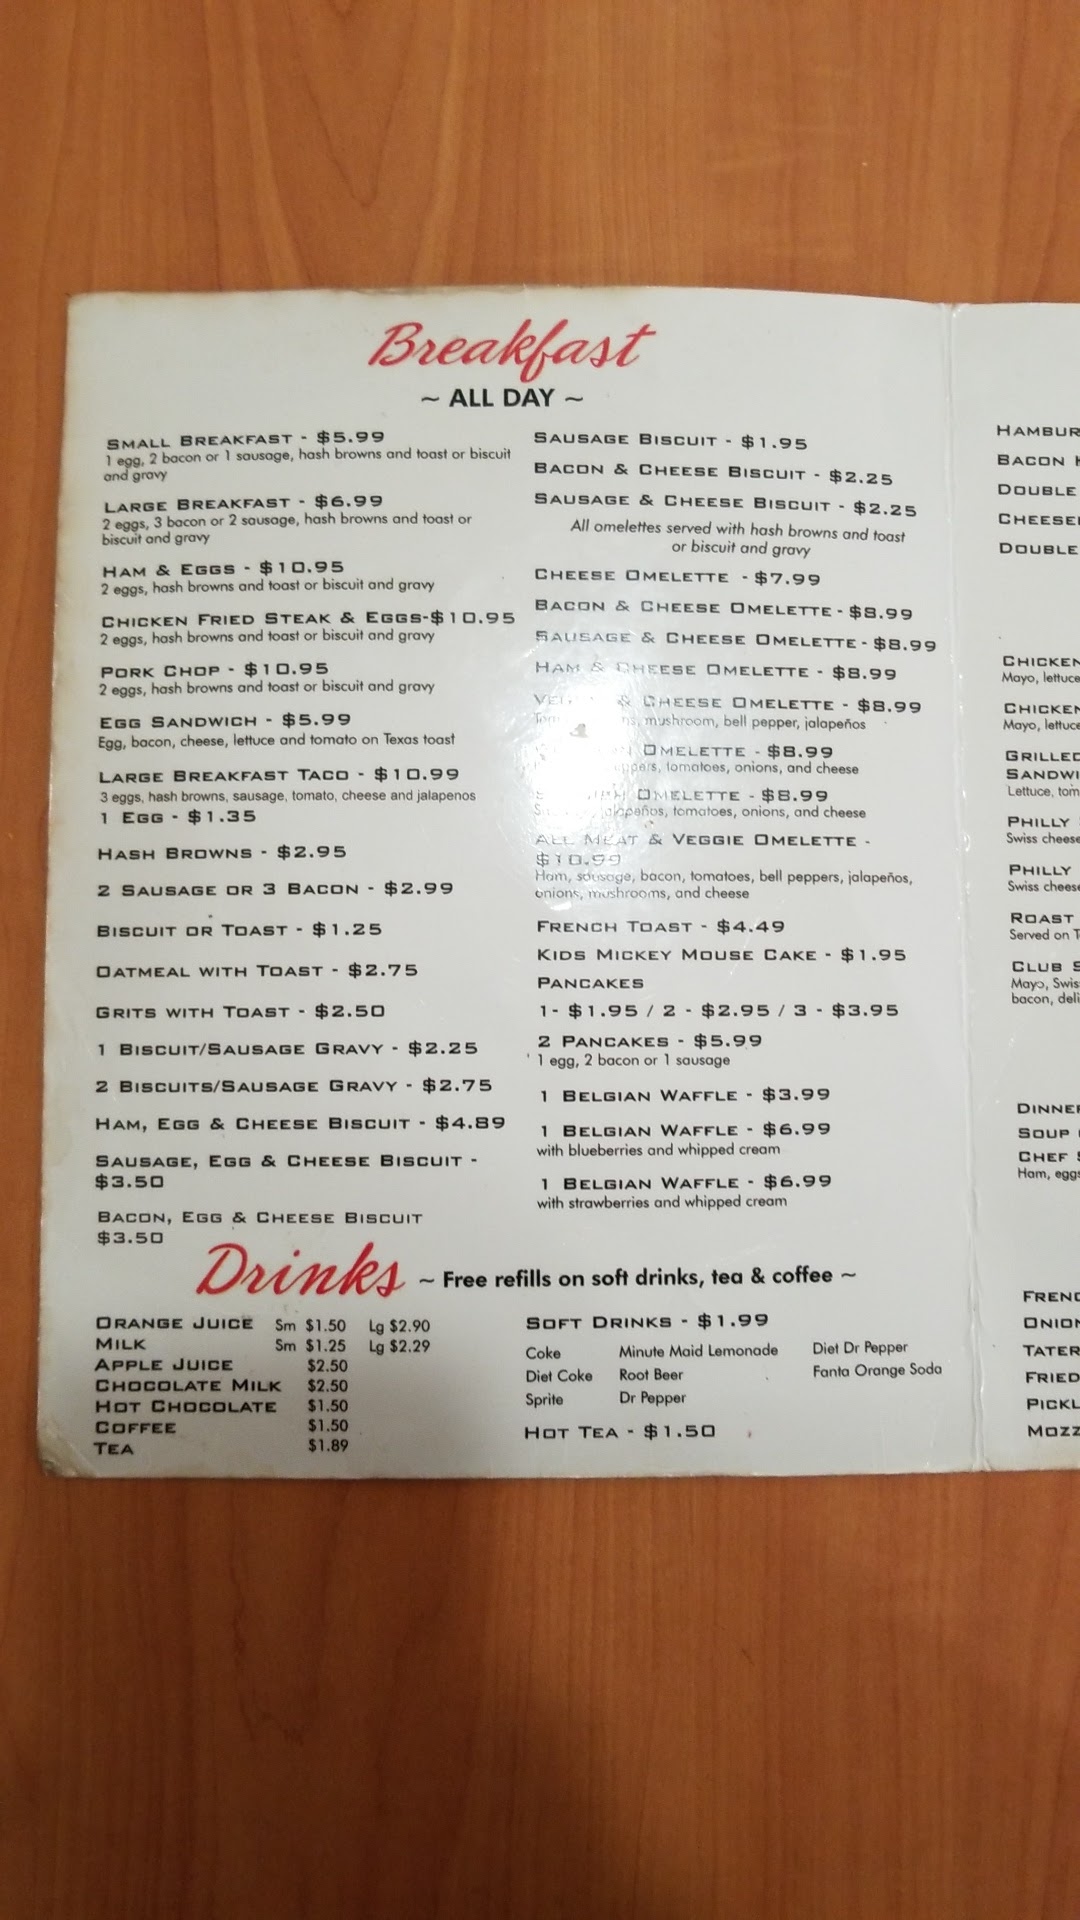 Breakfast
~ ALL DAY ~
Small Breakfast - $5.99
1 egg, 2 bacon or 1 sausage, hash browns and toast or biscuit
and gravy
Large Breakfast - $6.99
2 eggs, 3 bacon or 2 sausage, hash browns and toast or
biscuit and gravy
Ham & Eggs - $10.95
2 eggs, hash browns and toast or biscuit and gravy
Chicken Fried Steak & Eggs-$10.95
2 eggs, hash browns and toast or biscuit and gravy
Pork Chop - $10.95
2 eggs, hash browns and toast or biscuit and gravy
Egg Sandwich - $5.99
Egg, bacon, cheese, lettuce and tomato on Texas toast
Large Breakfast Taco - $10.99
3 eggs, hash browns, sausage, tomato, cheese and jalapenos
1 Egg - $1.35
Hash Browns - $2.95
2 Sausage or 3 Bacon - $2.99
Biscuit or Toast - $1.25
Oatmeal with Toast - $2.75
Grits with Toast - $2.50
1 Biscuit/Sausage Gravy - $2.25
2 Biscuits/Sausage Gravy - $2.75
Ham, Egg & Cheese Biscuit - $4.89
Sausage, Egg & Cheese Biscuit -
$3.50
Bacon, Egg & Cheese Biscuit
$3.50
Sausage Biscuit - $1.95
Bacon & Cheese Biscuit - $2.25
Sausage & Cheese Biscuit - $2.25
All omelettes served with hash browns and toast
or biscuit and gravy
Cheese Omelette - $7.99
Bacon & Cheese Omelette - $8.99
Sausage & Cheese Omelette - $8.99
Ham & Cheese Omelette - $8.99
& Cheese Omelette - $8.99
mushroom, bell pepper, jalapeños
Omelette - $8.99
tomatoes, onions, and cheese
Omelette - $8.99
jalapeños, tomatoes, onions, and cheese
All Meat & Veggie Omelette -
$10.99
Ham, sausage, bacon, tomatoes, bell peppers, jalapeños,
onions, mushrooms, and cheese
French Toast - $4.49
Kids Mickey Mouse Cake - $1.95
Pancakes
1- $1.95 / 2 - $2.95 / 3 - $3.95
2 Pancakes - $5.99
1 egg, 2 bacon or 1 sausage
1 Belgian Waffle - $3.99
1 Belgian Waffle - $6.99
with blueberries and whipped cream
1 Belgian Waffle - $6.99
with strawberries and whipped cream
Drinks ~ Free refills on soft drinks, tea & coffee ~
Orange Juice Sm $1.50 Lg $2.90
Milk Sm $1.25 Lg $2.29
Apple Juice $2.50
Chocolate Milk $2.50
Hot Chocolate $1.50
Coffee $1.50
Tea $1.89
Soft Drinks - $1.99
Coke Minute Maid Lemonade Diet Dr Pepper
Diet Coke Root Beer Fanta Orange Soda
Sprite Dr Pepper
Hot Tea - $1.50
Bacon
Double
Double
Chicken
Mayo, lettuce
Chicken
Mayo, lettuce
Lettuce, tom
Philly
Swiss cheese
Philly
Swiss cheese
Roast
Served on
Club
Mayo, Swis
bacon, deli
Dinner
Soup
Chef
Ham, eggs
Tater
Fried